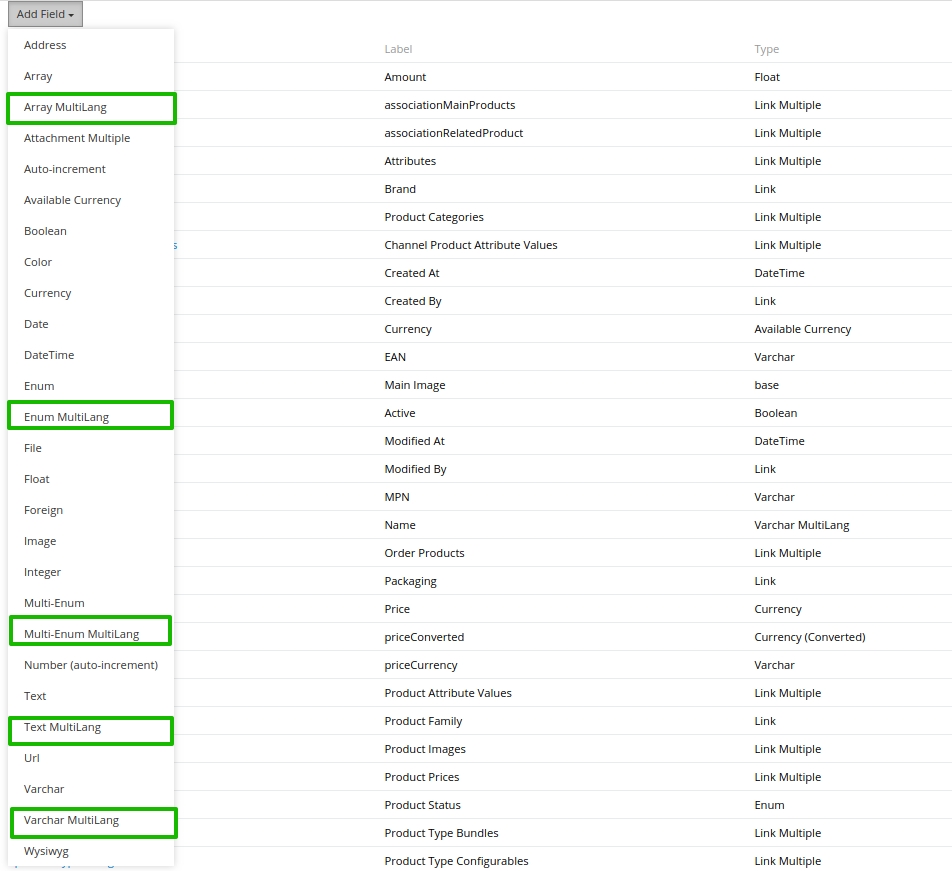 Add Field
Address
Array
Array MultiLang
Attachment Multiple
Auto-increment
Available Currency
Boolean
Color
Currency
Date
DateTime
Enum
Enum MultiLang
File
Float
Foreign
Image
Integer
Multi-Enum
Multi-Enum MultiLang
Number (auto-increment)
Text
Text MultiLang
Url
Varchar
Varchar MultiLang
Wysiwyg
Label Type
Amount Float
associationMainProducts Link Multiple
associationRelatedProduct Link Multiple
Attributes Link Multiple
Brand Link
Product Categories Link Multiple
s Channel Product Attribute Values Link Multiple
Created At DateTime
Created By Link
Currency Available Currency
EAN Varchar
Main Image base
Active Boolean
Modified At DateTime
Modified By Link
MPN Varchar
Name Varchar MultiLang
Order Products Link Multiple
Packaging Link
Price Currency
priceConverted Currency (Converted)
priceCurrency Varchar
Product Attribute Values Link Multiple
Product Family Link
Product Images Link Multiple
Product Prices Link Multiple
Product Status Enum
Product Type Bundles Link Multiple
Product Type Configurables Link Multiple